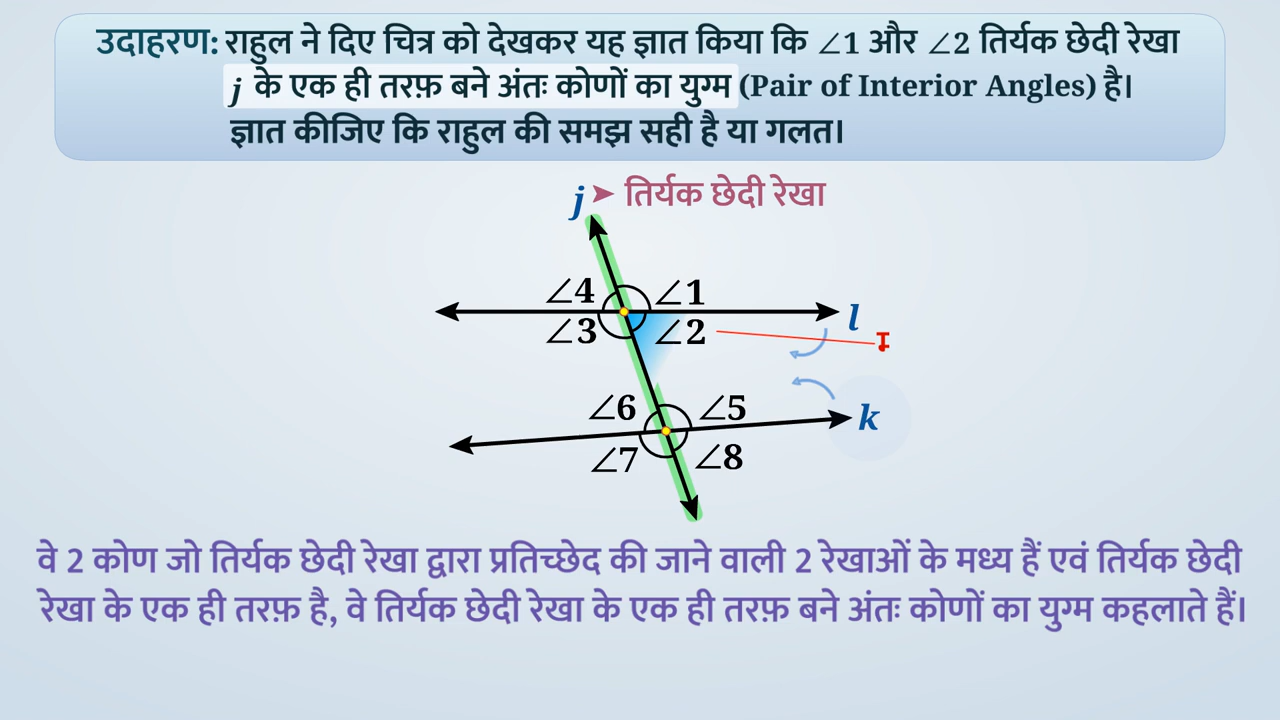 उदाहरण: राहुल ने दिए चित्र को देखकर यह ज्ञात किया कि ∠1 और ∠2 तिर्यक छेदी रेखा
j के एक ही तरफ़ बने अंतः कोणों का युग्म (Pair of Interior Angles) है।
ज्ञात कीजिए कि राहुल की समझ सही है या गलत।
j ➤ तिर्यक छेदी रेखा
∠4 ∠1
l
∠3 ∠2
∠6 ∠5
k
∠7 ∠8
वे 2 कोण जो तिर्यक छेदी रेखा द्वारा प्रतिच्छेद की जाने वाली 2 रेखाओं के मध्य हैं एवं तिर्यक छेदी
रेखा के एक ही तरफ़ है, वे तिर्यक छेदी रेखा के एक ही तरफ़ बने अंतः कोणों का युग्म कहलाते हैं।